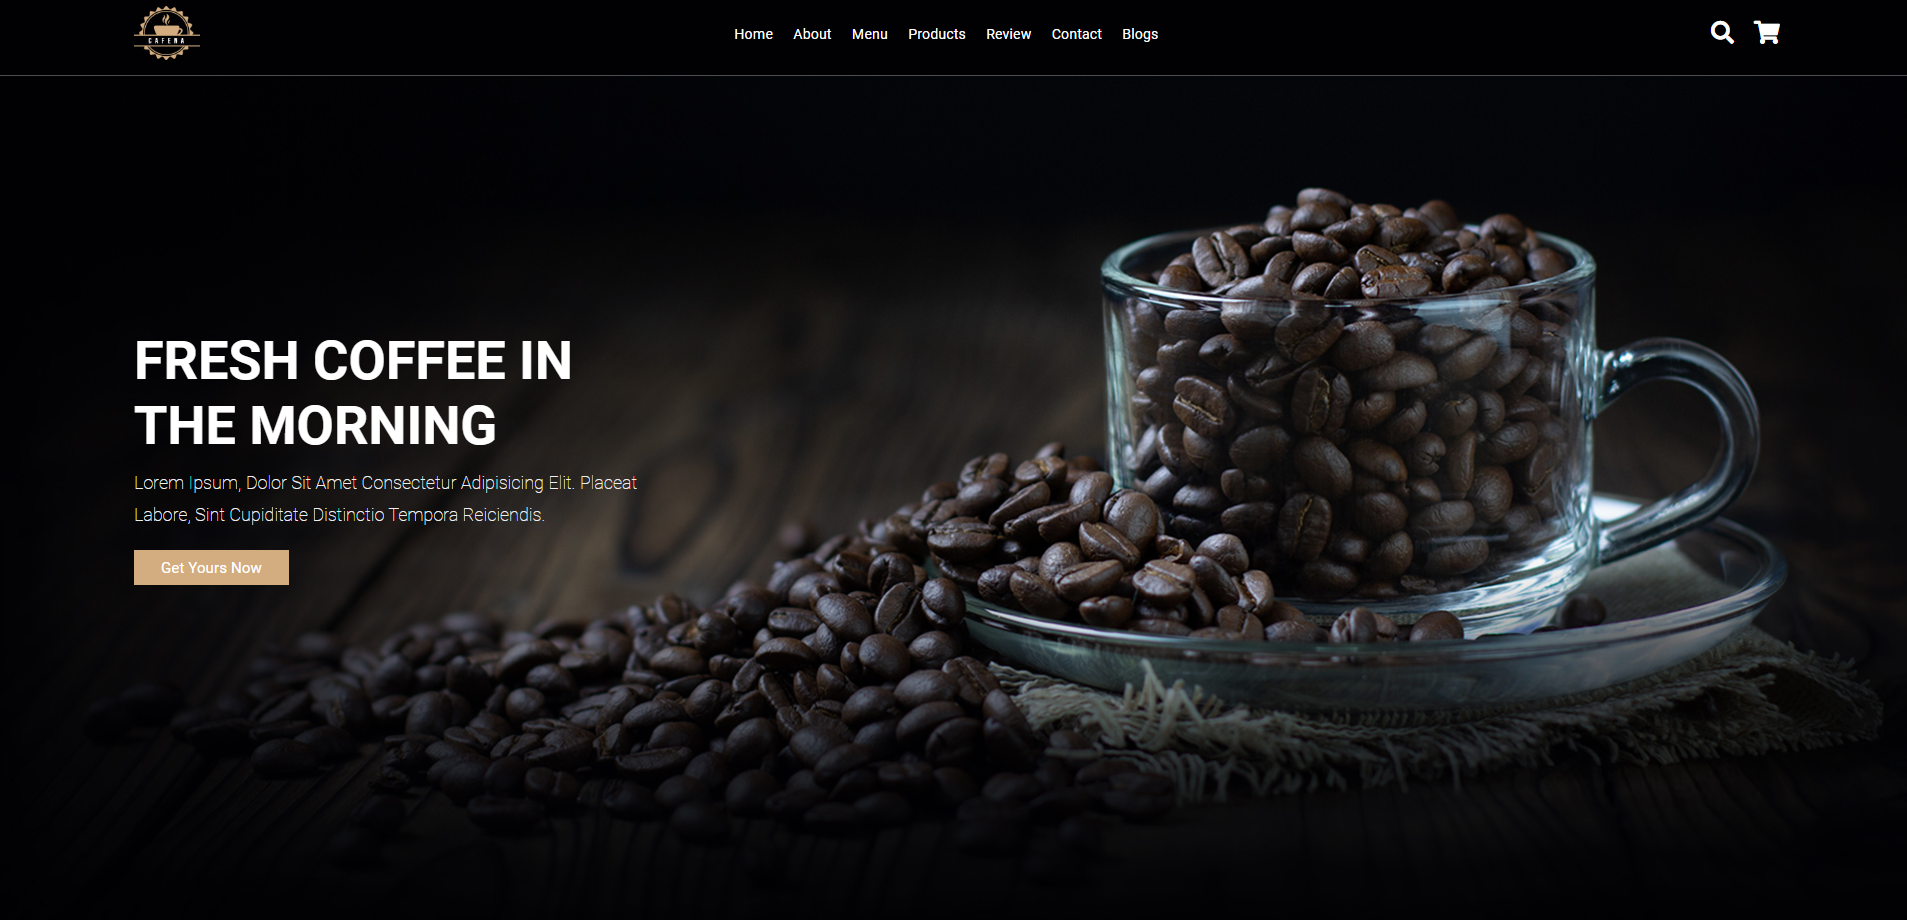 CAFENA
Home About Menu Products Review Contact Blogs
FRESH COFFEE IN
THE MORNING
Lorem Ipsum, Dolor Sit Amet Consectetur Adipisicing Elit. Placeat
Labore, Sint Cupiditate Distinctio Tempora Reiciendis.
Get Yours Now